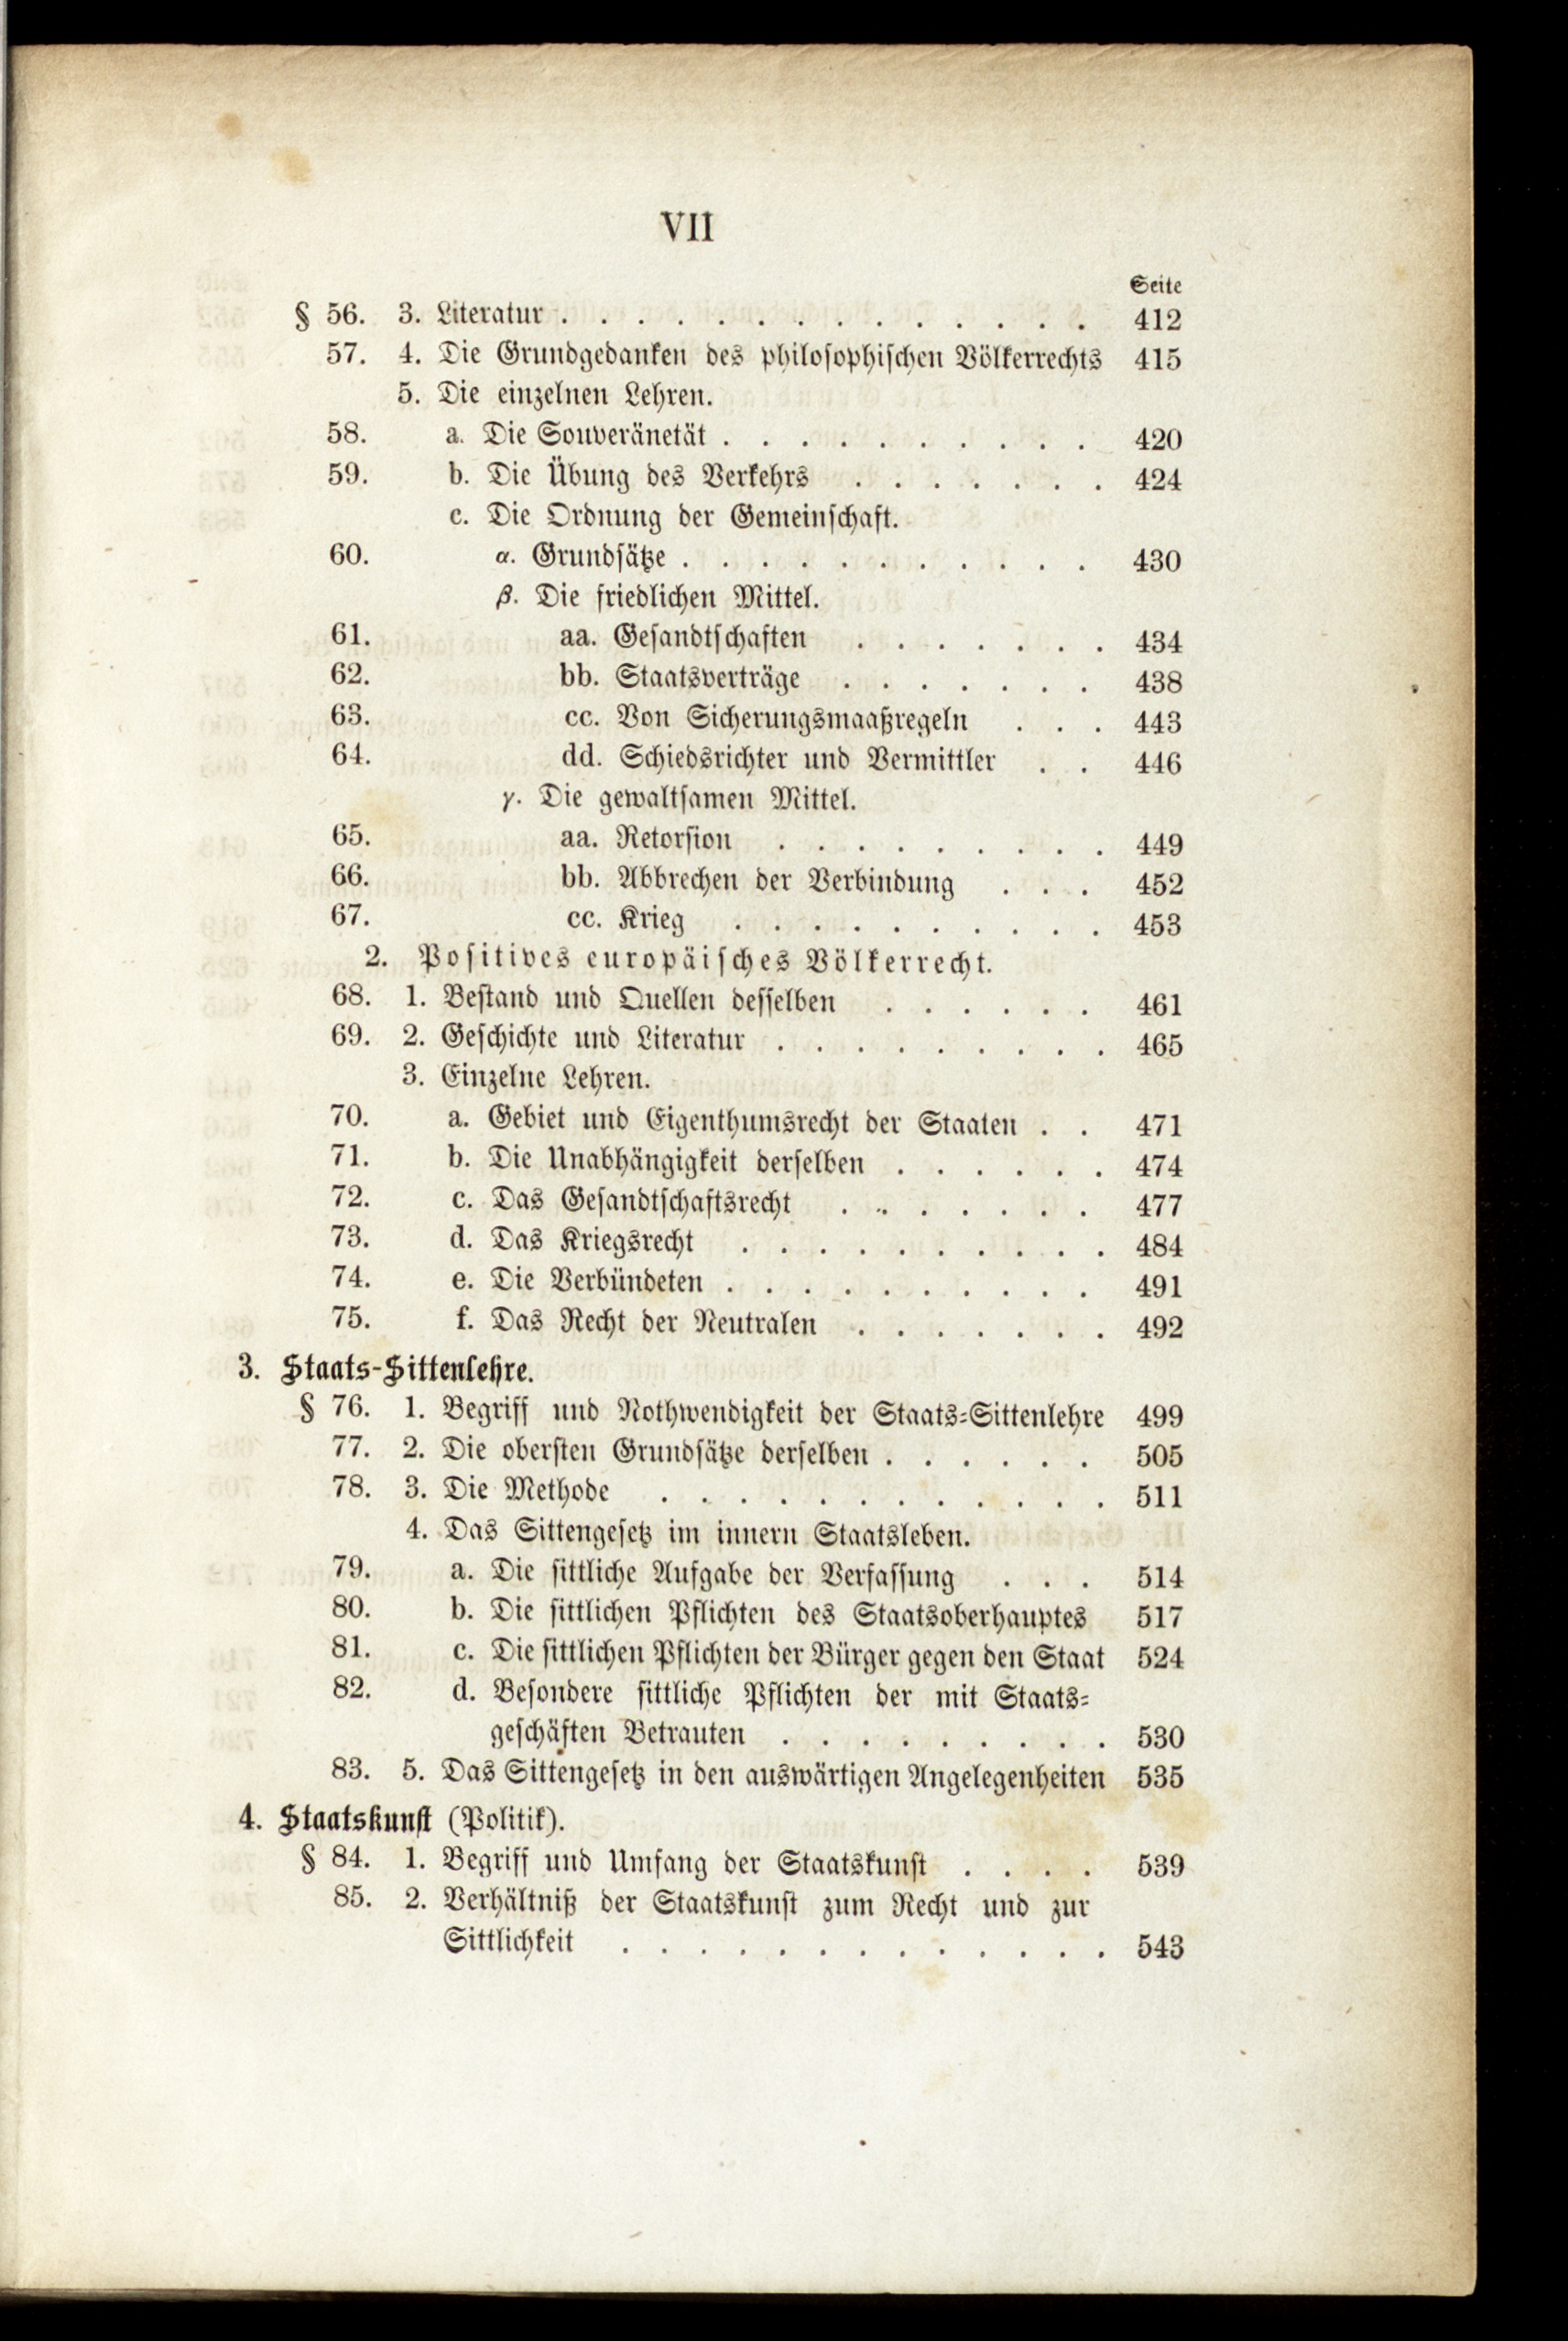 VII
Seite
§ 56. 3. Literatur . . . . . . . . . . . . . . 412
57. 4. Die Grundgedanken des philosophischen Völkerrechts 415
5. Die einzelnen Lehren.
58. a. Die Souveränetät . . . . . . . . . . 420
59. b. Die Übung des Verkehrs . . . . . . . 424
c. Die Ordnung der Gemeinschaft.
60. α. Grundsätze . . . . . . . . . . . 430
β. Die friedlichen Mittel.
61. aa. Gesandtschaften . . . . . . . 434
62. bb. Staatsverträge . . . . . . . 438
63. cc. Von Sicherungsmaaßregeln . . . 443
64. dd. Schiedsrichter und Vermittler . . 446
γ. Die gewaltsamen Mittel.
65. aa. Retorsion . . . . . . . . . 449
66. bb. Abbrechen der Verbindung . . . 452
67. cc. Krieg . . . . . . . . . . 453
2. Positives europäisches Völkerrecht.
68. 1. Bestand und Quellen desselben . . . . . . 461
69. 2. Geschichte und Literatur . . . . . . . . . 465
3. Einzelne Lehren.
70. a. Gebiet und Eigenthumsrecht der Staaten . . 471
71. b. Die Unabhängigkeit derselben . . . . . . 474
72. c. Das Gesandtschaftsrecht . . . . . . . 477
73. d. Das Kriegsrecht . . . . . . . . . . 484
74. e. Die Verbündeten . . . . . . . . . . 491
75. f. Das Recht der Neutralen . . . . . . . 492
3. Staats-Sittenlehre.
§ 76. 1. Begriff und Nothwendigkeit der Staats-Sittenlehre 499
77. 2. Die obersten Grundsätze derselben . . . . . . 505
78. 3. Die Methode . . . . . . . . . . . . 511
4. Das Sittengesetz im innern Staatsleben.
79. a. Die sittliche Aufgabe der Verfassung . . . 514
80. b. Die sittlichen Pflichten des Staatsoberhauptes 517
81. c. Die sittlichen Pflichten der Bürger gegen den Staat 524
82. d. Besondere sittliche Pflichten der mit Staats-
geschäften Betrauten . . . . . . . . . 530
83. 5. Das Sittengesetz in den auswärtigen Angelegenheiten 535
4. Staatskunst (Politik).
§ 84. 1. Begriff und Umfang der Staatskunst . . . . 539
85. 2. Verhältniß der Staatskunst zum Recht und zur
Sittlichkeit . . . . . . . . . . . . . 543